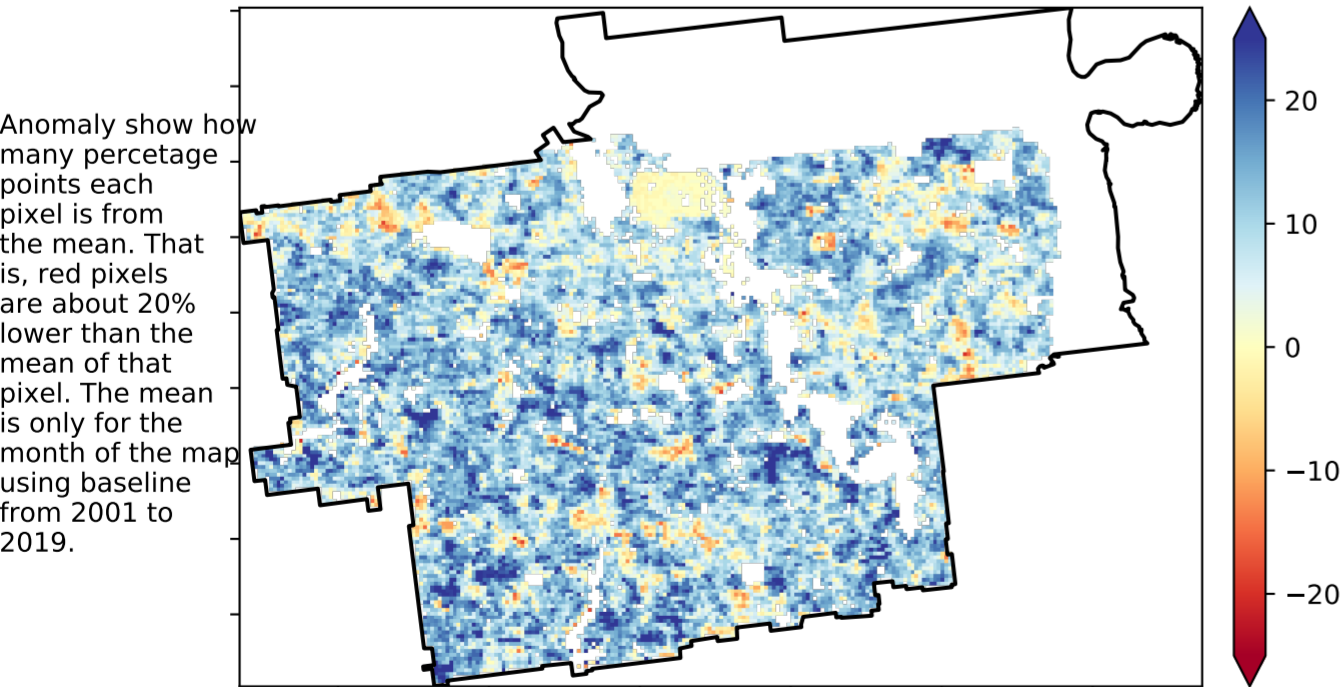 Anomaly show how
many percetage
points each
pixel is from
the mean. That
is, red pixels
are about 20%
lower than the
mean of that
pixel. The mean
is only for the
month of the map
using baseline
from 2001 to
2019.
20
10
0
−10
−20